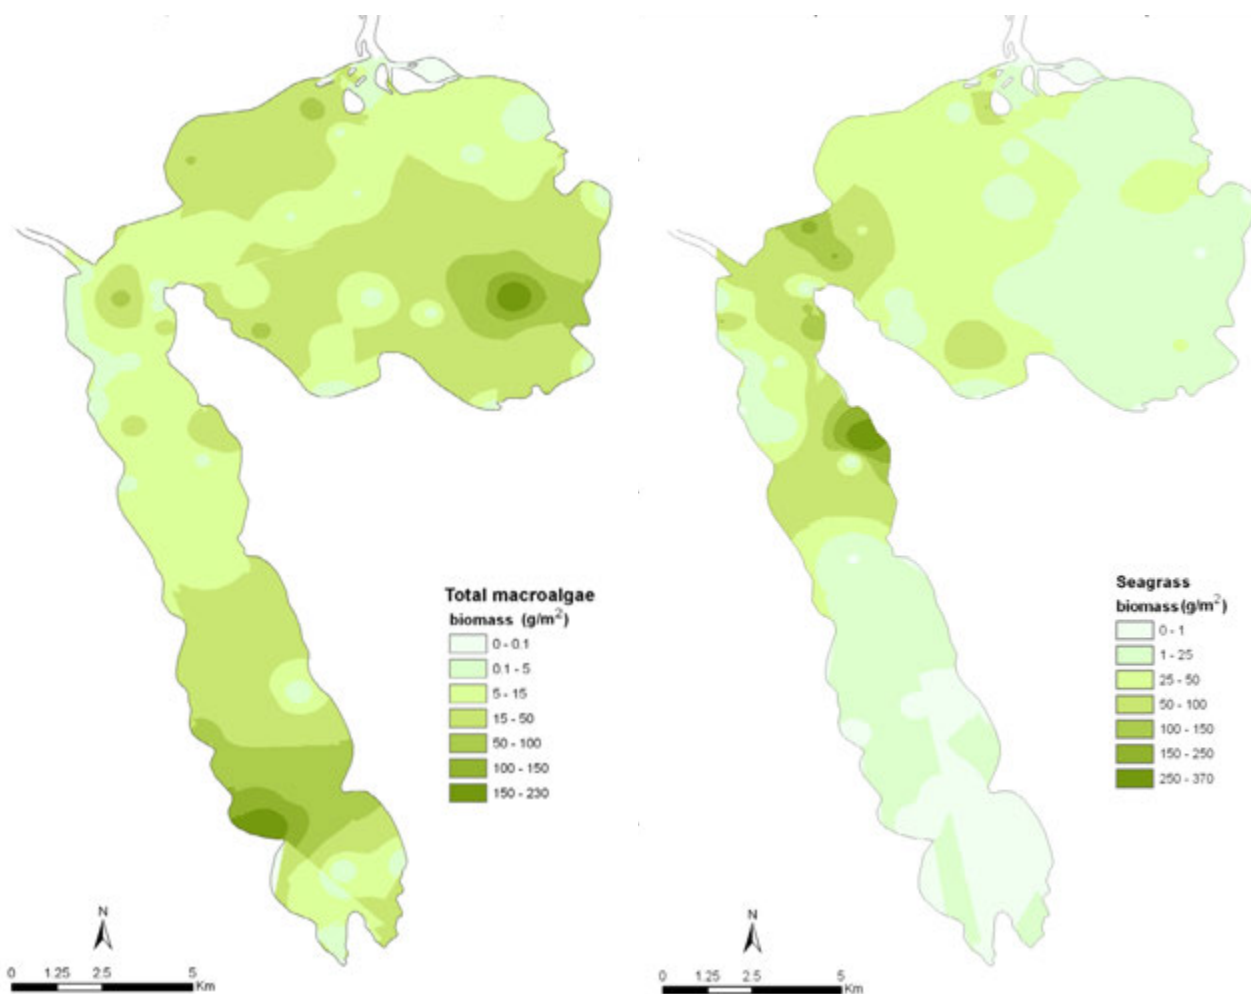 Total macroalgae
biomass (g/m²)
0 - 0.1
0.1 - 5
5 - 15
15 - 50
50 - 100
100 - 150
150 - 230
N
0 1.25 2.5 5
Km
Seagrass
biomass (g/m²)
0 - 1
1 - 25
25 - 50
50 - 100
100 - 150
150 - 250
250 - 370
N
0 1.25 2.5 5
Km